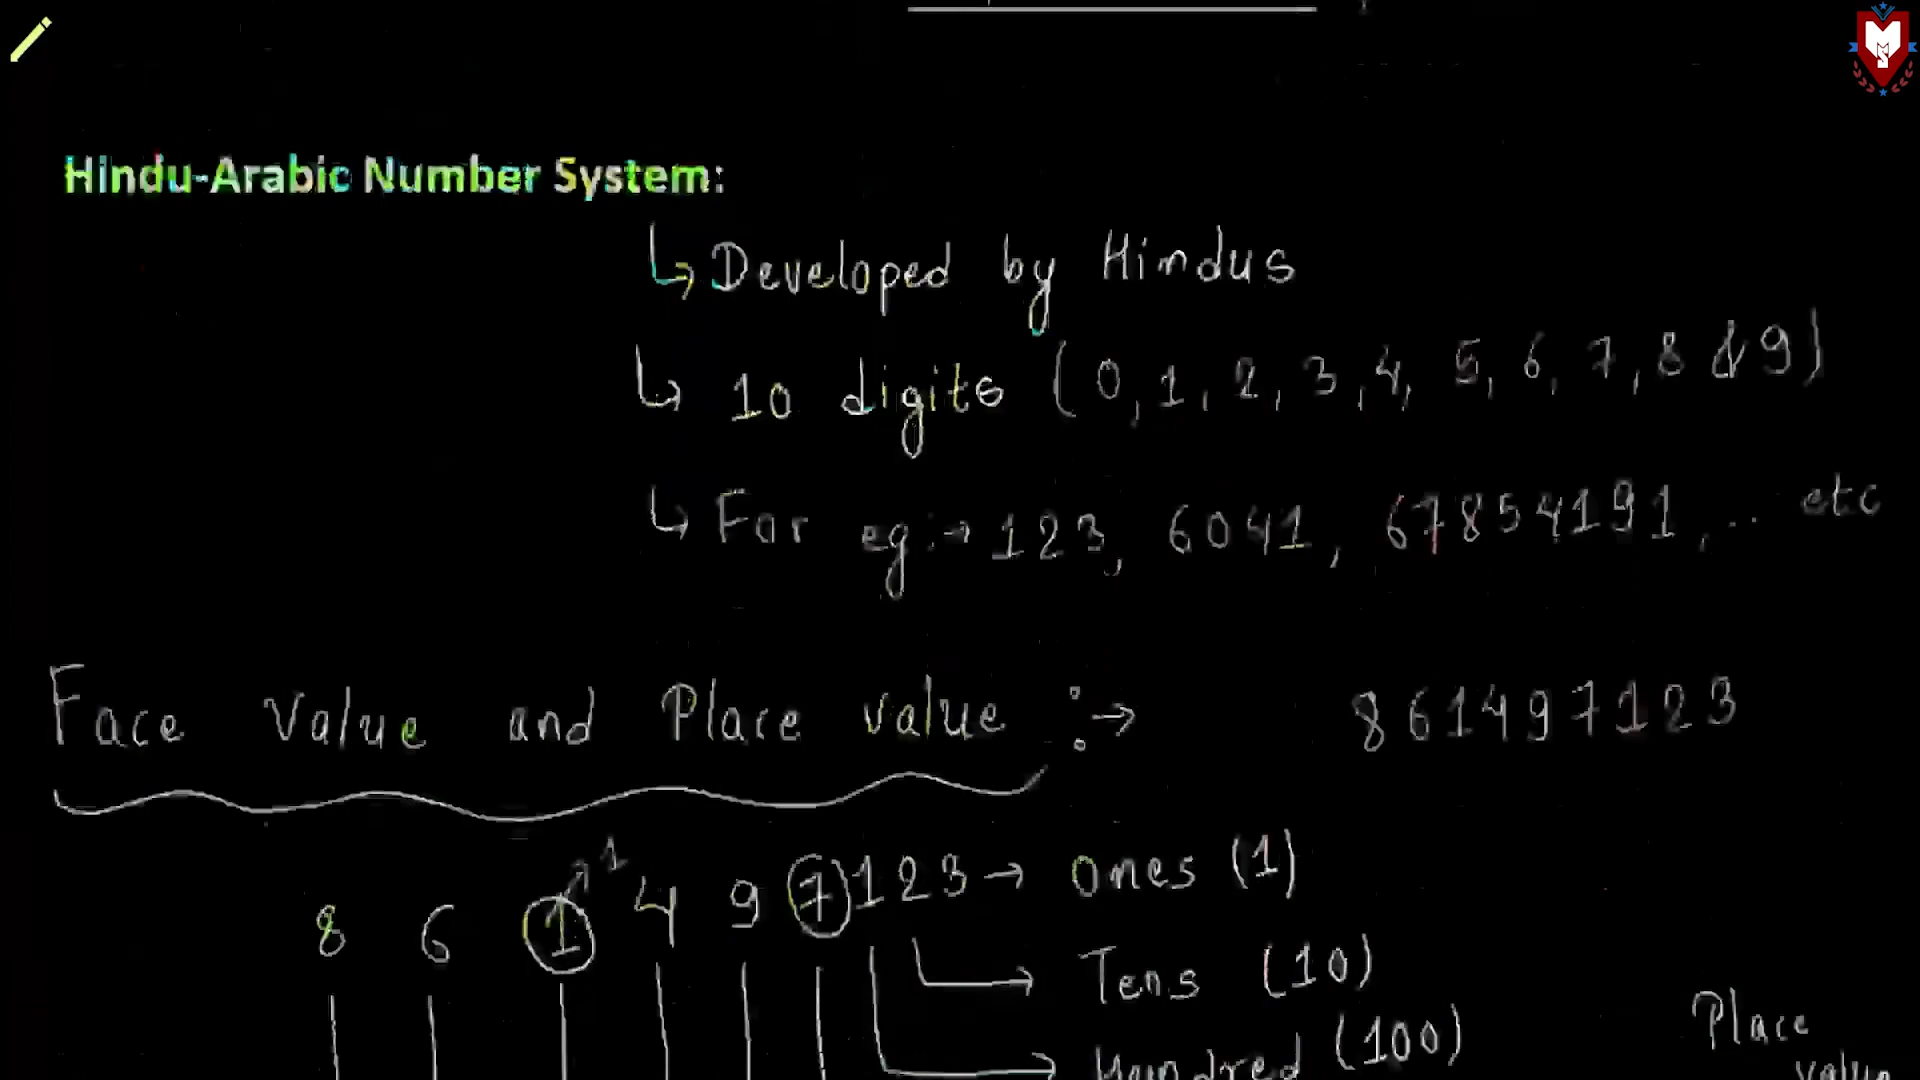 Hindu-Arabic Number System:
↳ Developed by Hindus
↳ 10 digits (0, 1, 2, 3, 4, 5, 6, 7, 8 & 9)
↳ For eg:→ 123, 6041, 67854191, .. etc
Face Value and Place value :→ 861497123
1
8 6 1 4 9 7 1 2 3 → Ones (1)
Tens (10)
Hundred (100)
Place
value